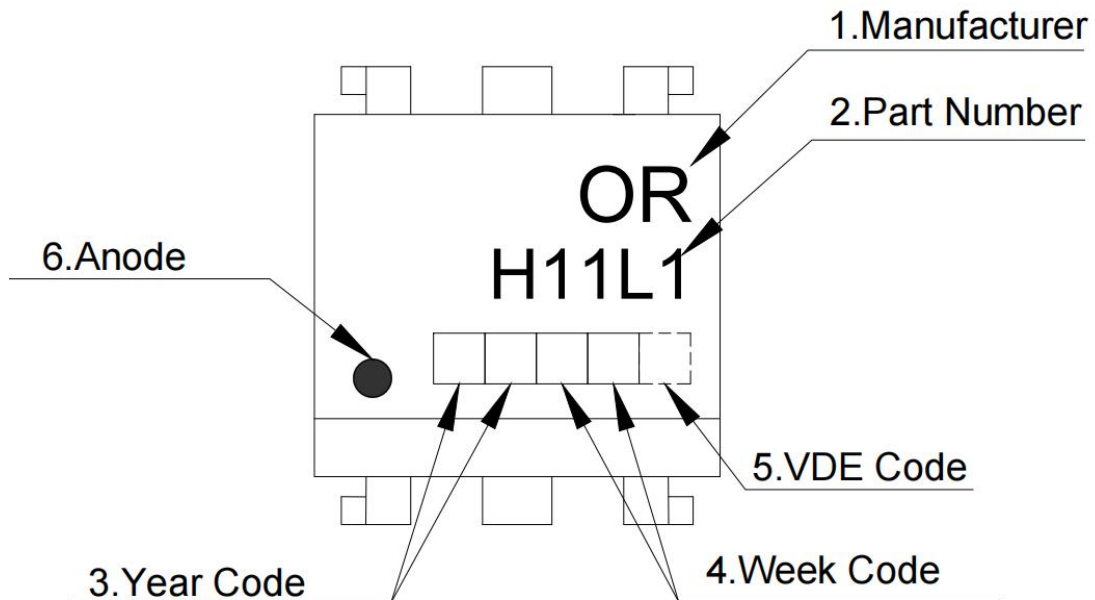 1.Manufacturer
2.Part Number
OR
H11L1
6.Anode
5.VDE Code
3.Year Code
4.Week Code